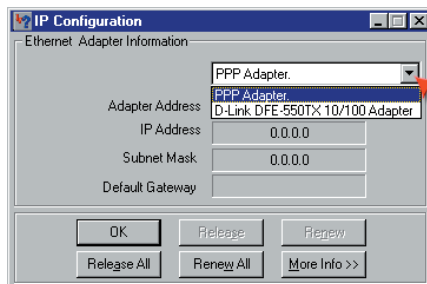 IP Configuration
Ethernet Adapter Information
PPP Adapter.
PPP Adapter.
D-Link DFE-550TX 10/100 Adapter
Adapter Address
IP Address 0.0.0.0
Subnet Mask 0.0.0.0
Default Gateway
OK Release Renew
Release All Renew All More Info >>